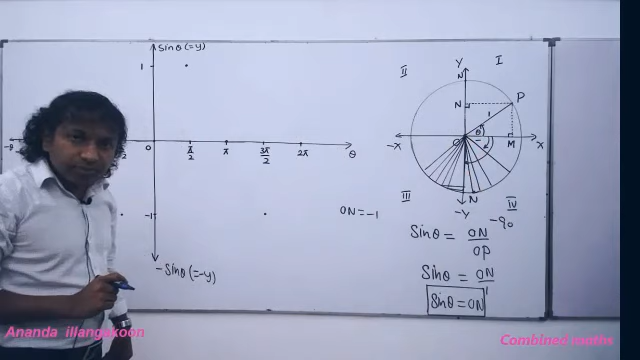 Sinθ (=y)
1
-θ
0
π/2
π
3π/2
2π
θ
-1
-Sinθ (=-y)
II
Y
I
N
N
P
1
θ
-X
O
M
X
III
N
IV
-Y
ON = -1
-90
Sinθ = ON/OP
Sinθ = ON/1
Sinθ = ON
Ananda illangakoon
Combined maths